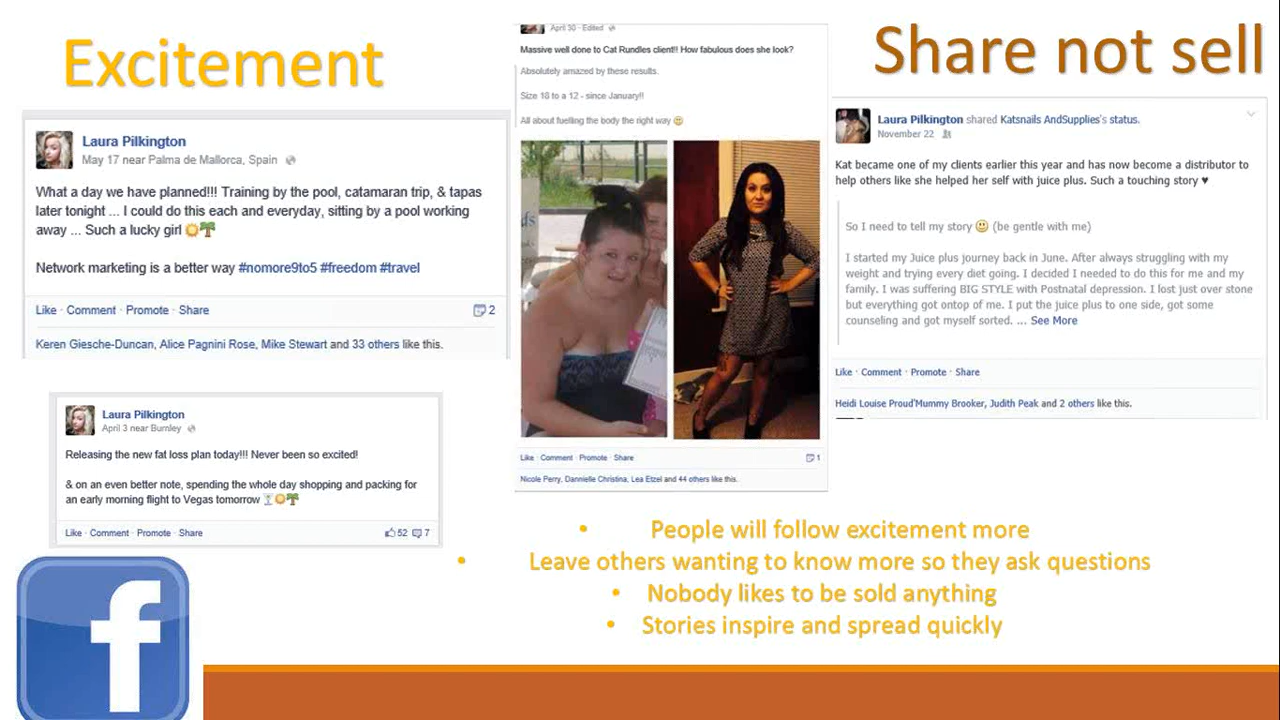 Excitement
Share not sell
Laura Pilkington
May 17 near Palma de Mallorca, Spain
What a day we have planned!!! Training by the pool, catamaran trip, & tapas
later tonight ... I could do this each and everyday, sitting by a pool working
away ... Such a lucky girl
Network marketing is a better way #nomore9to5 #freedom #travel
Like · Comment · Promote · Share
2
Keren Giesche-Duncan, Alice Pagnini Rose, Mike Stewart and 33 others like this.
Laura Pilkington
April 3 near Burnley
Releasing the new fat loss plan today!!! Never been so excited!
& on an even better note, spending the whole day shopping and packing for
an early morning flight to Vegas tomorrow
Like · Comment · Promote · Share
52 7
April 30 · Edited
Massive well done to Cat Rundles client!! How fabulous does she look?
Absolutely amazed by these results.
Size 18 to a 12 - since January!!
All about fuelling the body the right way
Like · Comment · Promote · Share
1
Nicole Perry, Dannielle Christina, Lea Etzel and 44 others like this.
Laura Pilkington shared Katsnails AndSupplies's status.
November 22
Kat became one of my clients earlier this year and has now become a distributor to
help others like she helped her self with juice plus. Such a touching story ♥
So I need to tell my story (be gentle with me)
I started my Juice plus journey back in June. After always struggling with my
weight and trying every diet going. I decided I needed to do this for me and my
family. I was suffering BIG STYLE with Postnatal depression. I lost just over stone
but everything got ontop of me. I put the juice plus to one side, got some
counseling and got myself sorted. ... See More
Like · Comment · Promote · Share
Heidi Louise Proud'Mummy Brooker, Judith Peak and 2 others like this.
• People will follow excitement more
• Leave others wanting to know more so they ask questions
• Nobody likes to be sold anything
• Stories inspire and spread quickly
f